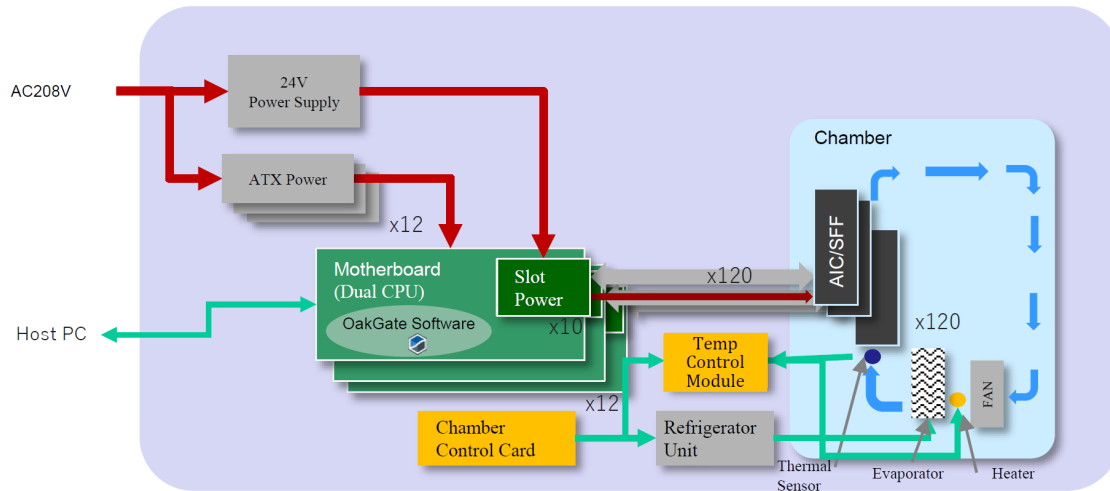 AC208V
24V
Power Supply
ATX Power
x12
Chamber
AIC/SFF
Motherboard
(Dual CPU)
OakGate Software
Slot
Power
x10
x120
x120
Host PC
Temp
Control
Module
x12
Chamber
Control Card
Refrigerator
Unit
FAN
Thermal
Sensor
Evaporator
Heater